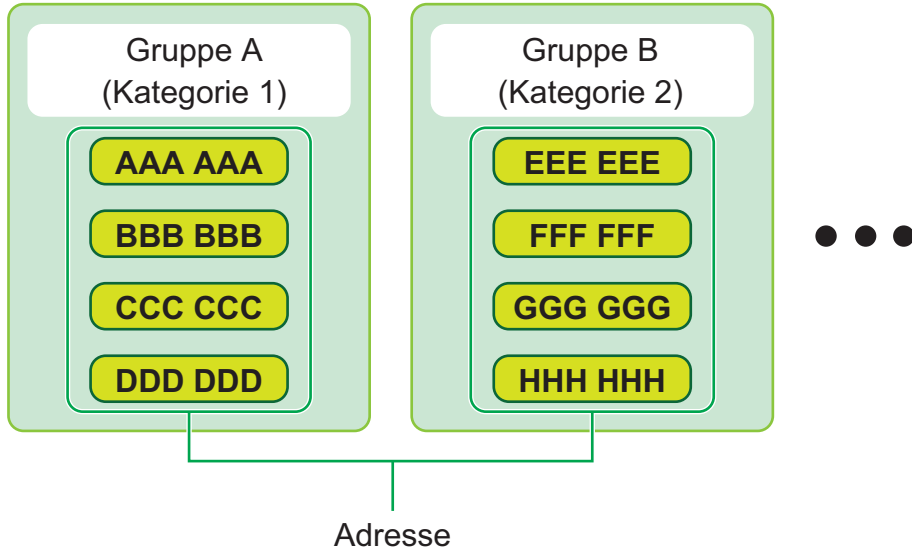 Gruppe A
(Kategorie 1)
AAA AAA
BBB BBB
CCC CCC
DDD DDD
Gruppe B
(Kategorie 2)
EEE EEE
FFF FFF
GGG GGG
HHH HHH
Adresse